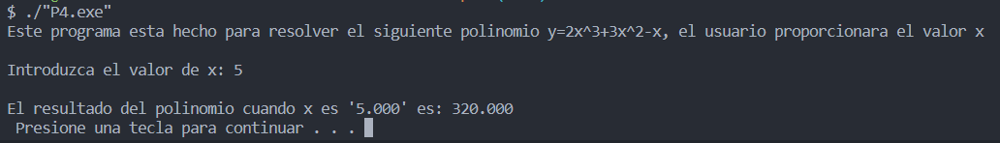 $ ./"P4.exe"
Este programa esta hecho para resolver el siguiente polinomio y=2x^3+3x^2-x, el usuario proporcionara el valor x
Introduzca el valor de x: 5
El resultado del polinomio cuando x es '5.000' es: 320.000
Presione una tecla para continuar . . .